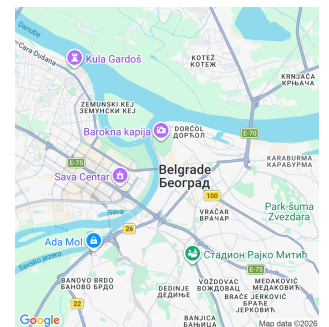 Danube
Cara Dušana
Kula Gardoš
KOTEŽ
КОТЕЖ
KRNJAČA
КРЊАЧА
ZEMUNSKI KEJ
ЗЕМУНСКИ КЕЈ
Barokna kapija
DORĆOL
ДОРЋОЛ
E-70
E-75
Sava Centar
Belgrade
Београд
KARABURMA
КАРАБУРМА
100
Sava
VRAČAR
ВРАЧАР
Park-šuma
Zvezdara
26
Ada Mol
Savsko jezero
Стадион Рајко Митић
E-75
BANOVO BRDO
БАНОВО БРДО
DEDINJE
ДЕДИЊЕ
VOŽDOVAC
ВОЖДОВАЦ
MEDAKOVIĆ
МЕДАКОВИЋ
BRAĆE JERKOVIĆ
БРАЋЕ
ЈЕРКОВИЋ
BANJICA
БАЊИЦА
Google
Map data ©2026